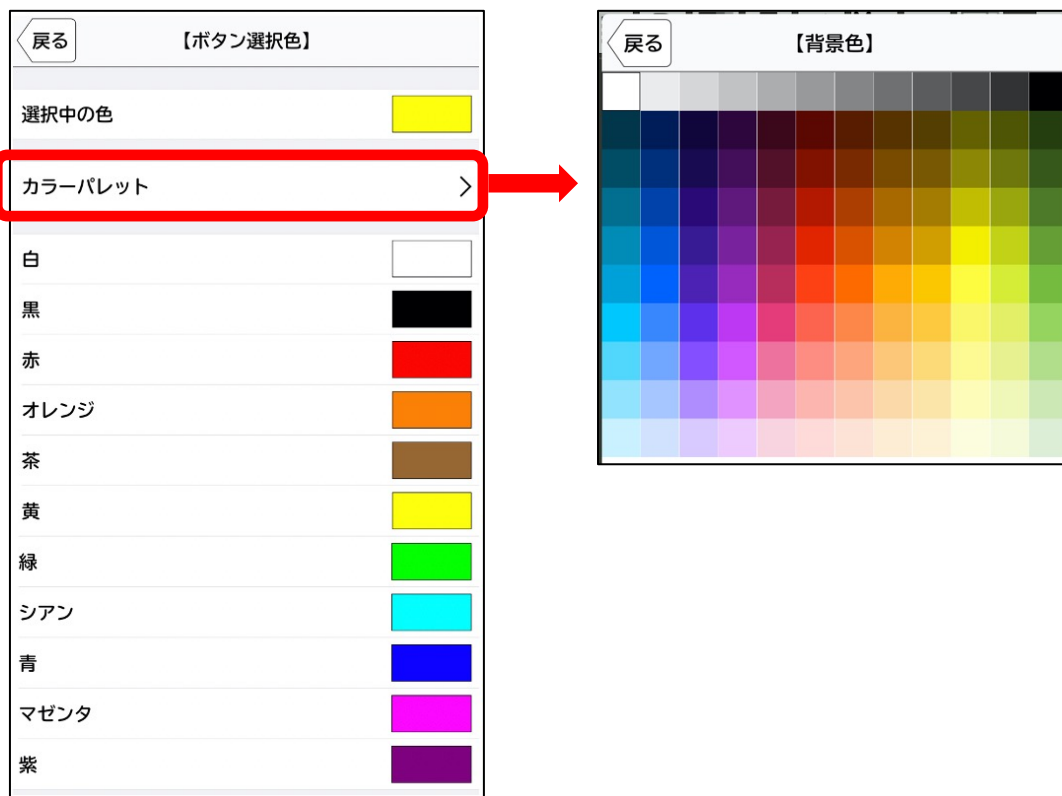 戻る 【ボタン選択色】
選択中の色
カラーパレット
白
黒
赤
オレンジ
茶
黄
緑
シアン
青
マゼンタ
紫
戻る 【背景色】